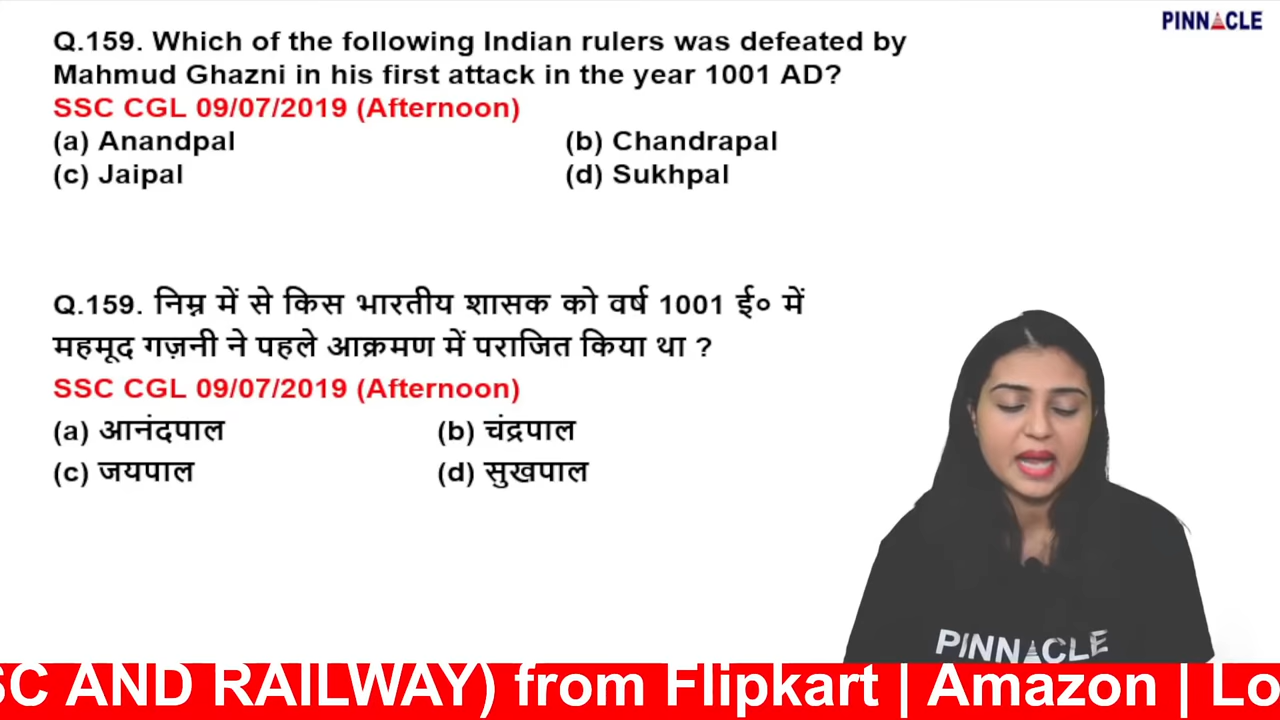 PINNACLE
Q.159. Which of the following Indian rulers was defeated by
Mahmud Ghazni in his first attack in the year 1001 AD?
SSC CGL 09/07/2019 (Afternoon)
(a) Anandpal (b) Chandrapal
(c) Jaipal (d) Sukhpal
Q.159. निम्न में से किस भारतीय शासक को वर्ष 1001 ई० में
महमूद गज़नी ने पहले आक्रमण में पराजित किया था ?
SSC CGL 09/07/2019 (Afternoon)
(a) आनंदपाल (b) चंद्रपाल
(c) जयपाल (d) सुखपाल
PINNACLE
SC AND RAILWAY) from Flipkart | Amazon | Lo